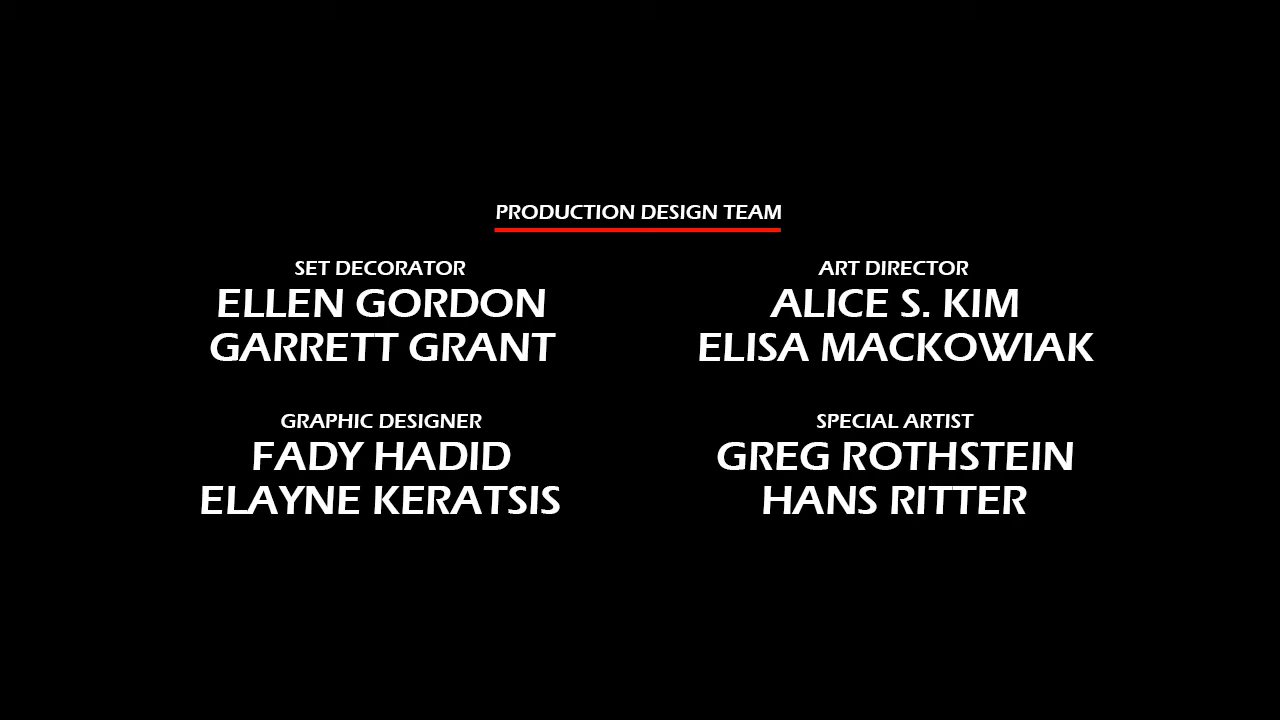 PRODUCTION DESIGN TEAM
SET DECORATOR
ELLEN GORDON
GARRETT GRANT
ART DIRECTOR
ALICE S. KIM
ELISA MACKOWIAK
GRAPHIC DESIGNER
FADY HADID
ELAYNE KERATSIS
SPECIAL ARTIST
GREG ROTHSTEIN
HANS RITTER